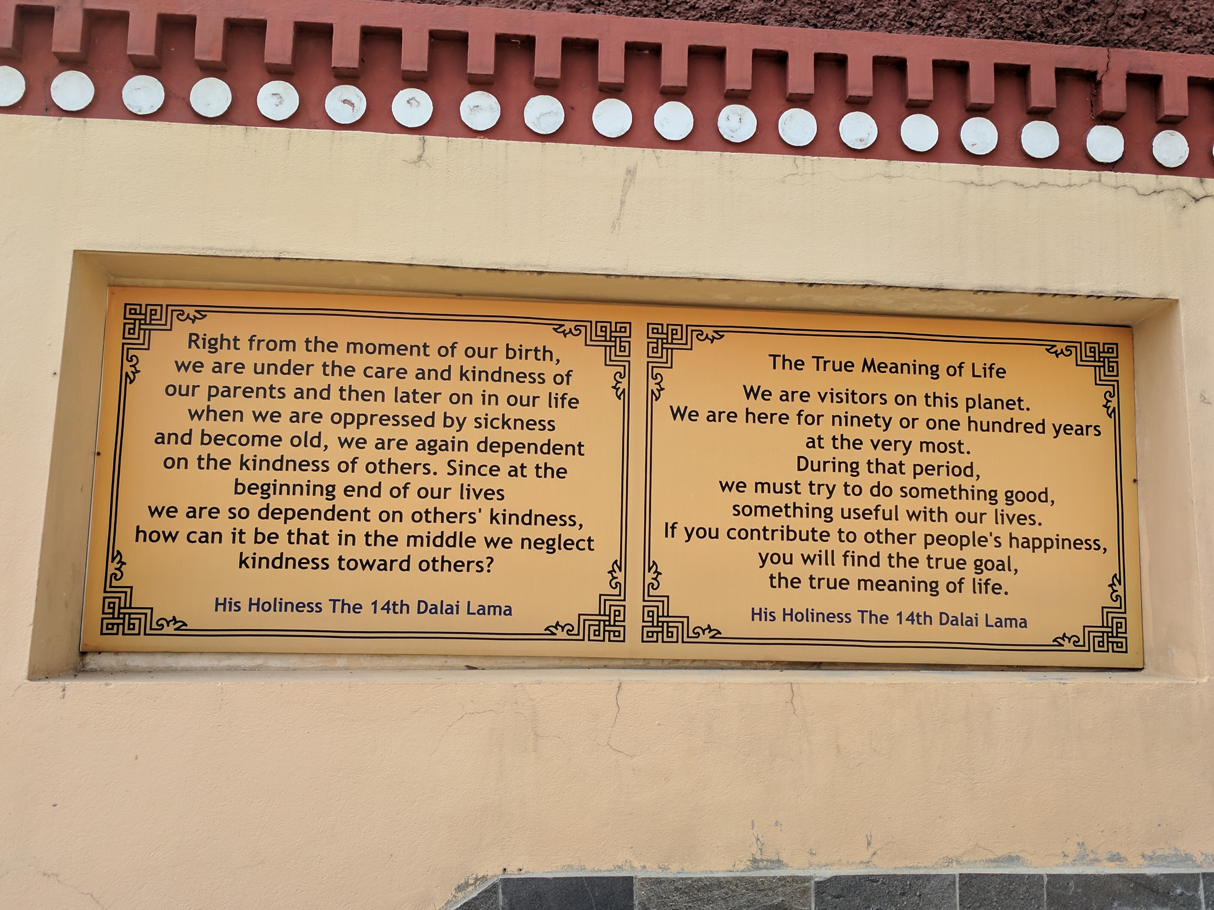 Right from the moment of our birth,
we are under the care and kindness of
our parents and then later on in our life
when we are oppressed by sickness
and become old, we are again dependent
on the kindness of others. Since at the
beginning end of our lives
we are so dependent on others' kindness,
how can it be that in the middle we neglect
kindness toward others?
His Holiness The 14th Dalai Lama
The True Meaning of Life
We are visitors on this planet.
We are here for ninety or one hundred years
at the very most.
During that period,
we must try to do something good,
something useful with our lives.
If you contribute to other people's happiness,
you will find the true goal,
the true meaning of life.
His Holiness The 14th Dalai Lama